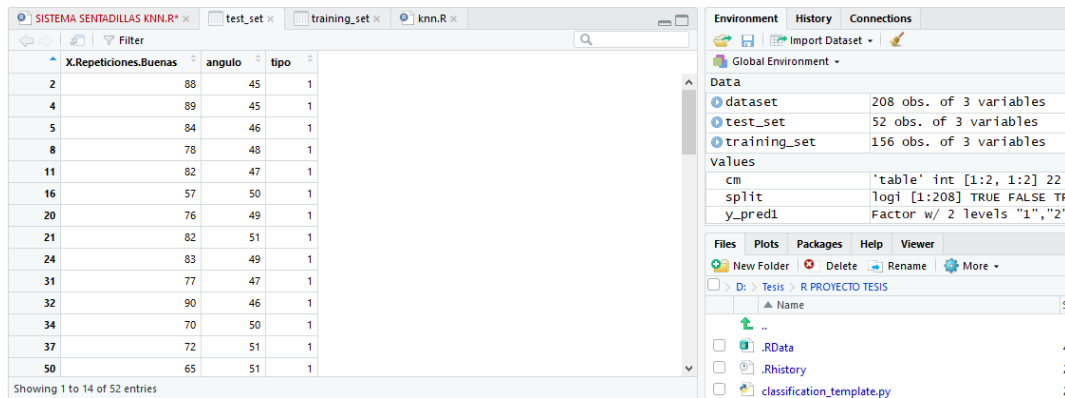 SISTEMA SENTADILLAS KNN.R* × test_set × training_set × knn.R ×
Filter
X.Repeticiones.Buenas angulo tipo
2 88 45 1
4 89 45 1
5 84 46 1
8 78 48 1
11 82 47 1
16 57 50 1
20 76 49 1
21 82 51 1
24 83 49 1
31 77 47 1
32 90 46 1
34 70 50 1
37 72 51 1
50 65 51 1
Showing 1 to 14 of 52 entries
Environment History Connections
Import Dataset
Global Environment
Data
dataset 208 obs. of 3 variables
test_set 52 obs. of 3 variables
training_set 156 obs. of 3 variables
Values
cm 'table' int [1:2, 1:2] 22
split logi [1:208] TRUE FALSE TR
y_pred1 Factor w/ 2 levels "1","2"
Files Plots Packages Help Viewer
New Folder Delete Rename More
D: > Tesis > R PROYECTO TESIS
Name
..
.RData
.Rhistory
classification_template.py